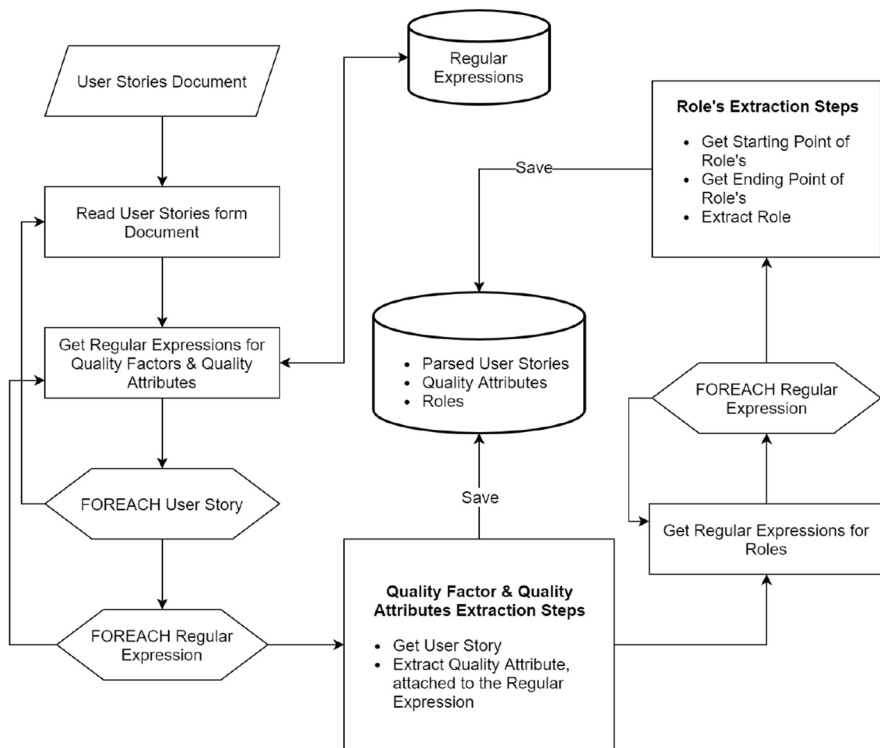 User Stories Document
Regular
Expressions
Read User Stories form
Document
Get Regular Expressions for
Quality Factors & Quality
Attributes
FOREACH User Story
FOREACH Regular
Expression
Quality Factor & Quality
Attributes Extraction Steps
• Get User Story
• Extract Quality Attribute,
attached to the Regular
Expression
Save
• Parsed User Stories
• Quality Attributes
• Roles
Save
Role's Extraction Steps
• Get Starting Point of
Role's
• Get Ending Point of
Role's
• Extract Role
FOREACH Regular
Expression
Get Regular Expressions for
Roles